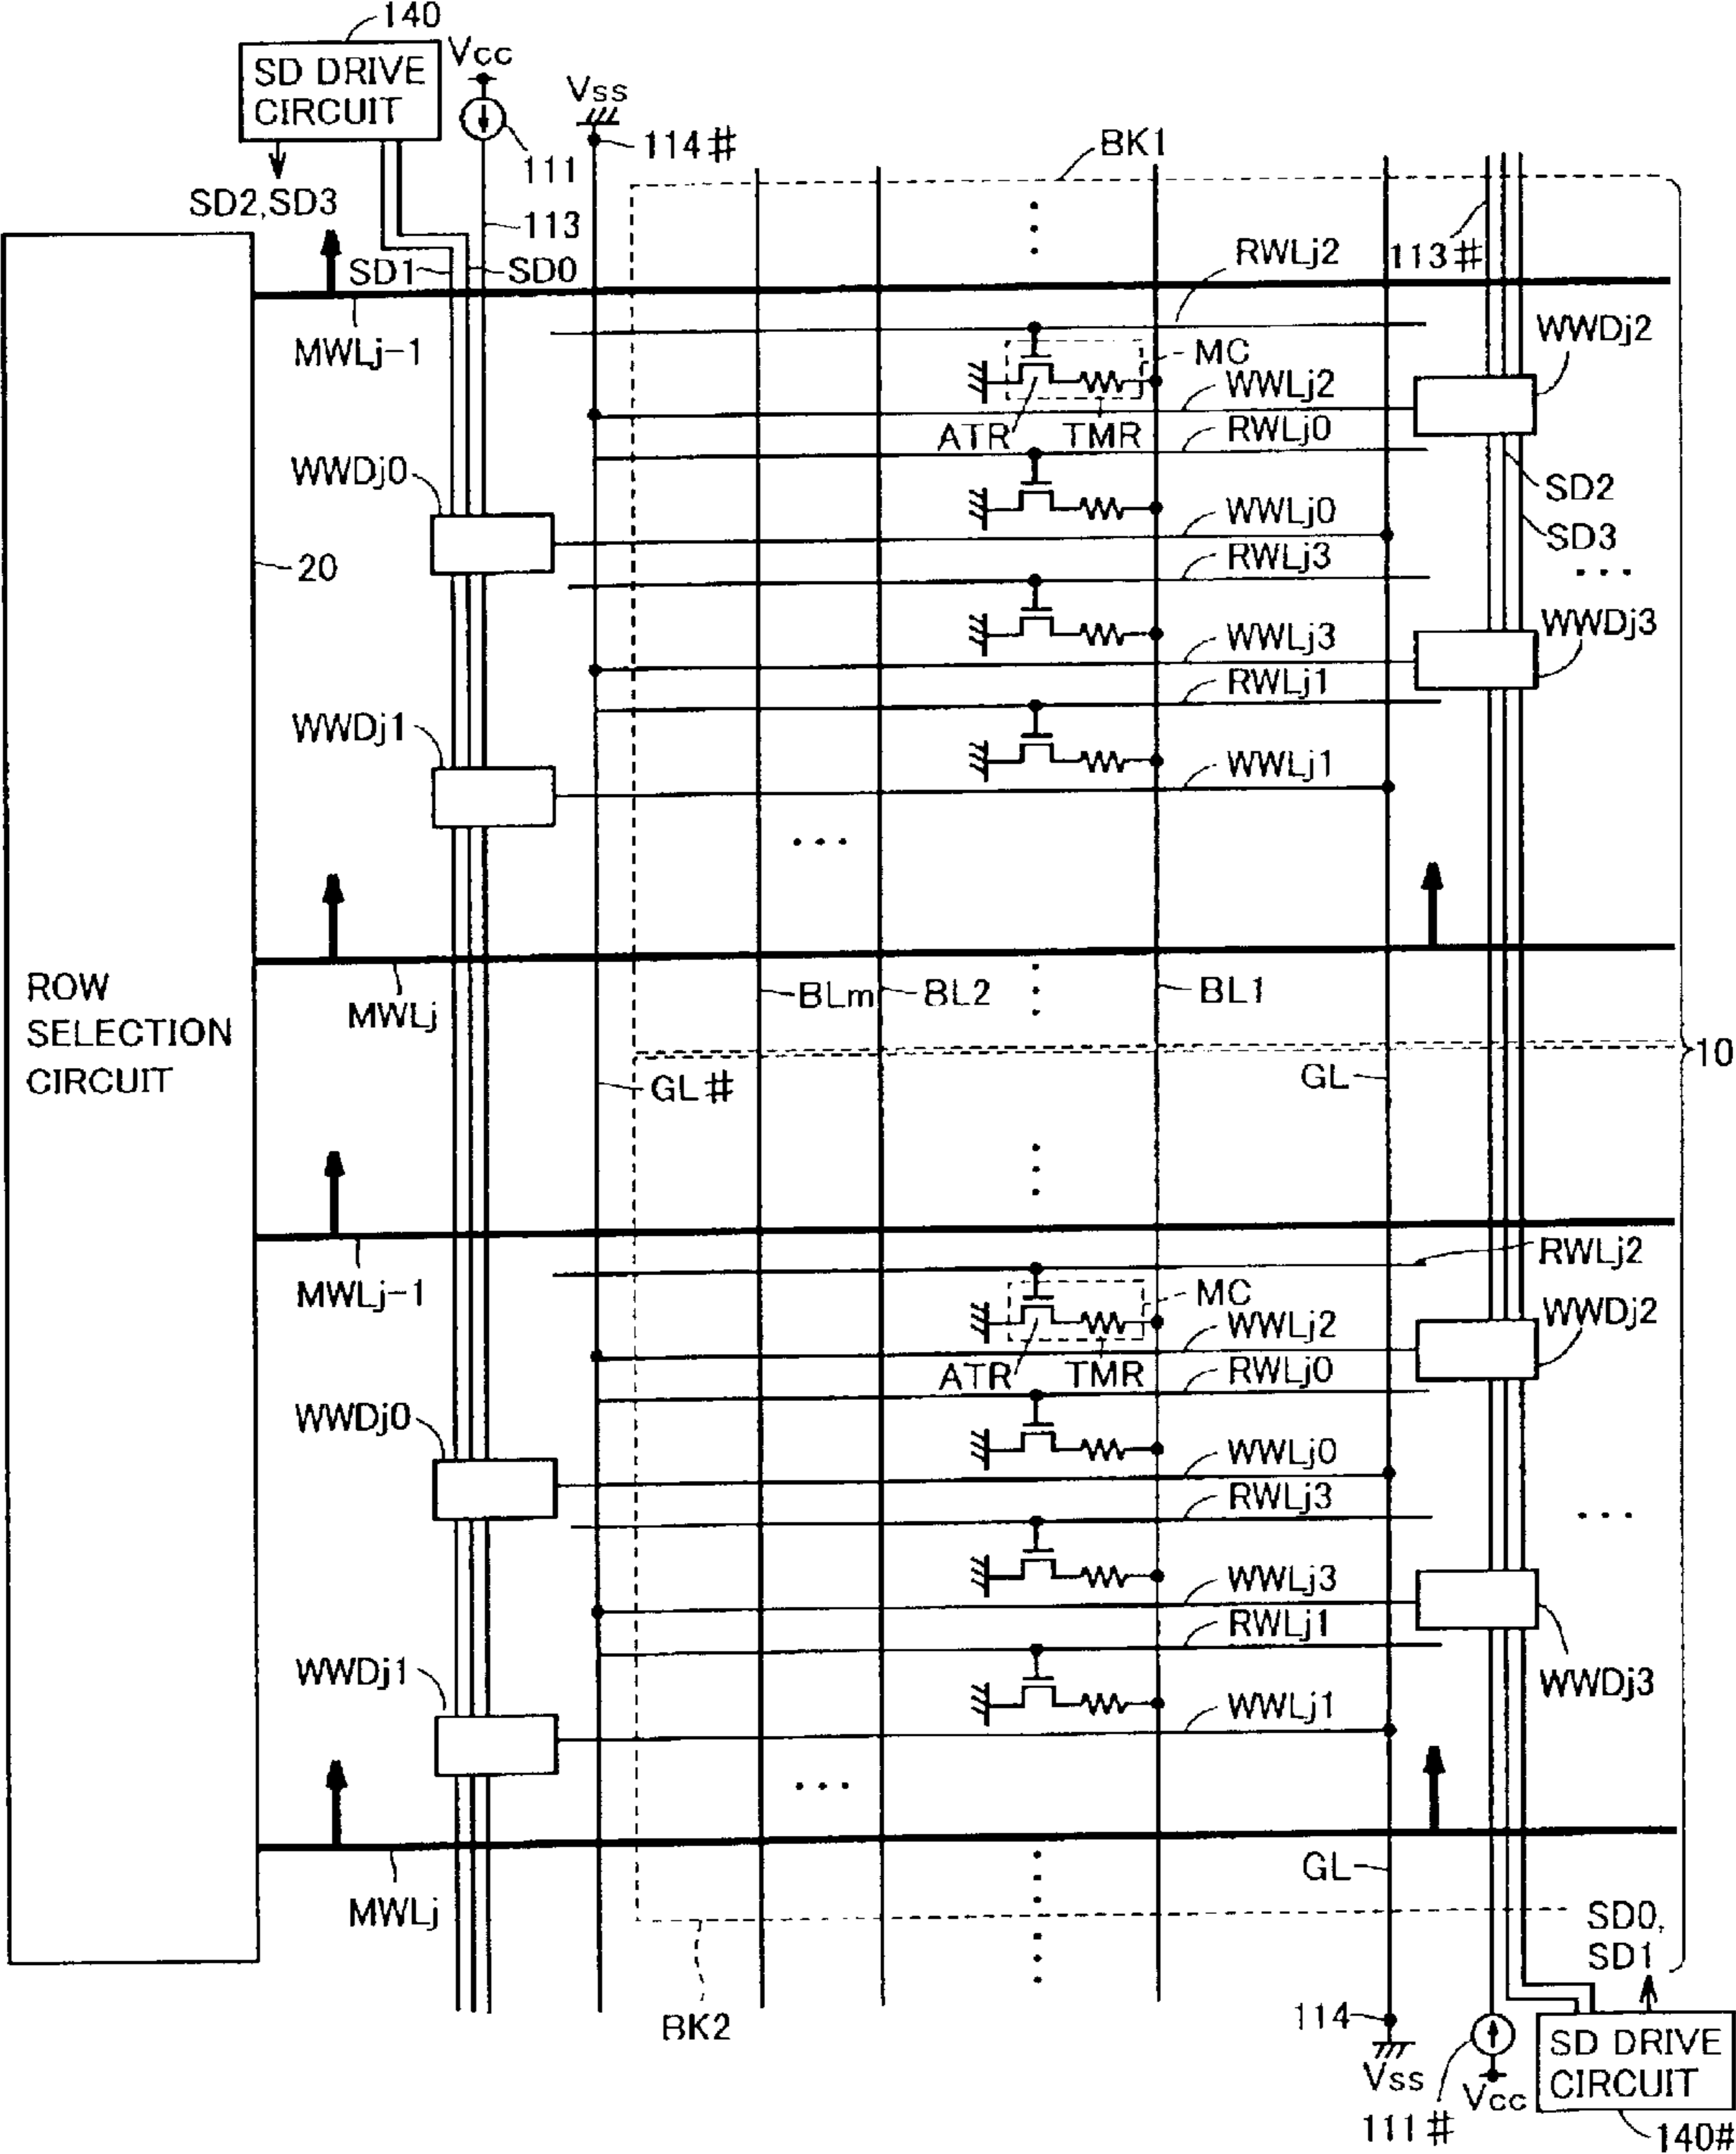 140
SD DRIVE
CIRCUIT
Vcc
Vss
114#
111
BK1
SD2,SD3
113
SD1
SD0
RWLj2
113#
MWLj-1
MC
WWDj2
WWLj2
ATR
TMR
RWLj0
WWDj0
SD2
WWLj0
SD3
20
RWLj3
...
WWDj3
WWLj3
RWLj1
WWDj1
WWLj1
...
ROW
SELECTION
CIRCUIT
MWLj
BLm
BL2
BL1
10
GL#
GL
MWLj-1
RWLj2
MC
WWDj2
WWLj2
ATR
TMR
RWLj0
WWDj0
WWLj0
RWLj3
...
WWLj3
RWLj1
WWDj1
WWDj3
WWLj1
...
MWLj
GL
SD0,
SD1
BK2
114
Vss
Vcc
111#
SD DRIVE
CIRCUIT
140#